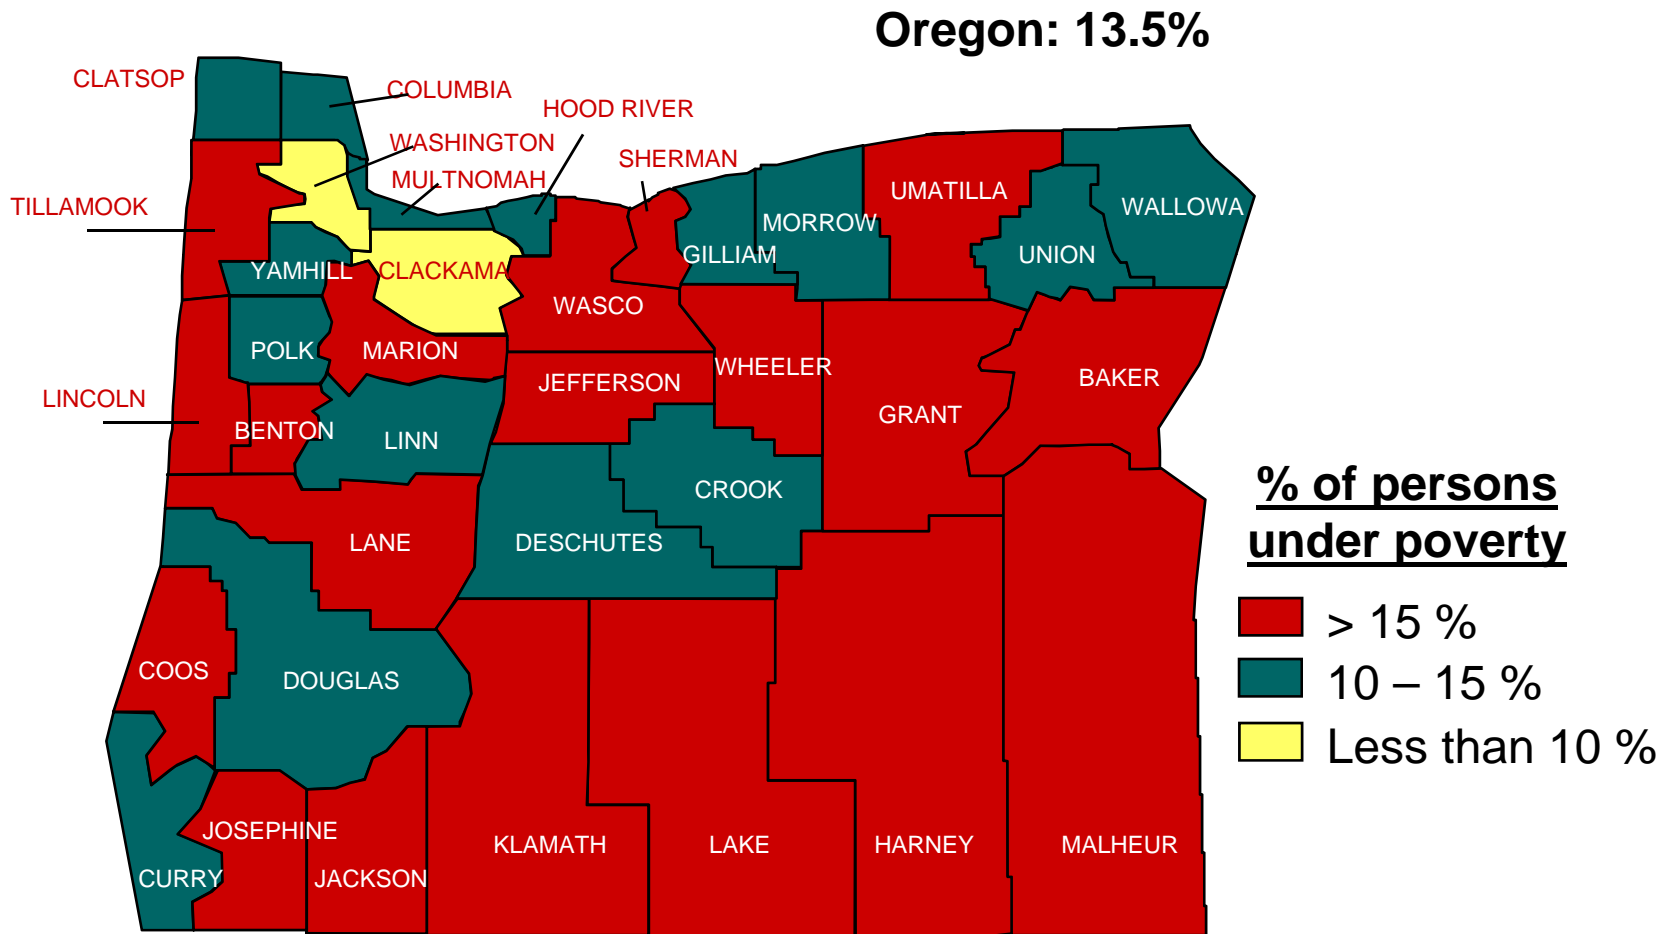 Oregon: 13.5%
CLATSOP
COLUMBIA
HOOD RIVER
WASHINGTON
SHERMAN
MULTNOMAH
UMATILLA
TILLAMOOK
WALLOWA
MORROW
GILLIAM
UNION
YAMHILL
CLACKAMA
WASCO
POLK
MARION
WHEELER
JEFFERSON
BAKER
LINCOLN
GRANT
BENTON
LINN
CROOK
% of persons
under poverty
LANE
DESCHUTES
> 15 %
COOS
DOUGLAS
10 – 15 %
Less than 10 %
JOSEPHINE
KLAMATH
LAKE
HARNEY
MALHEUR
CURRY
JACKSON